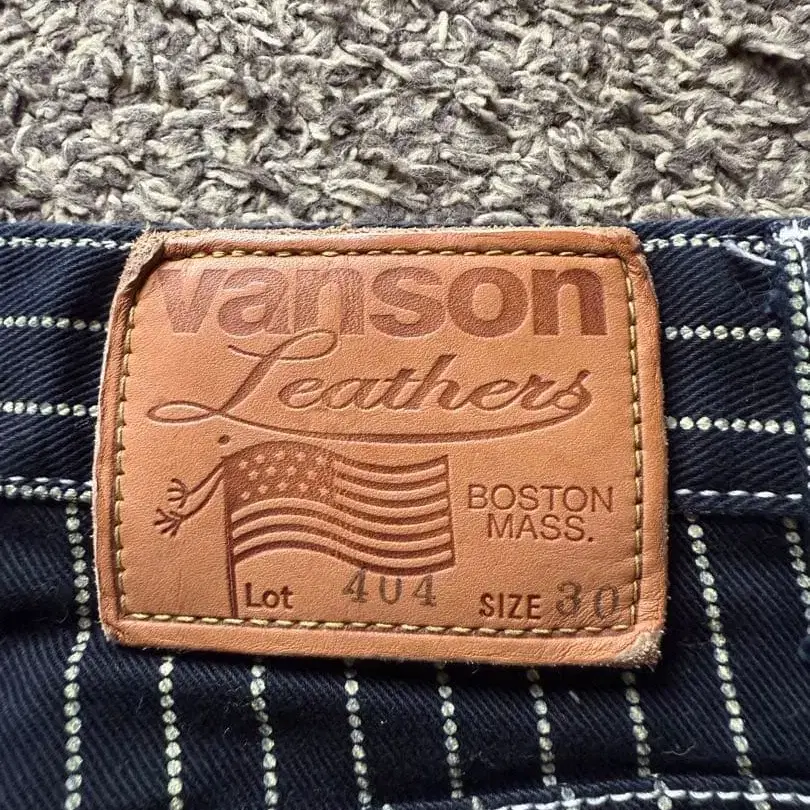 vanson
Leathers
BOSTON
MASS.
Lot 404 SIZE 30